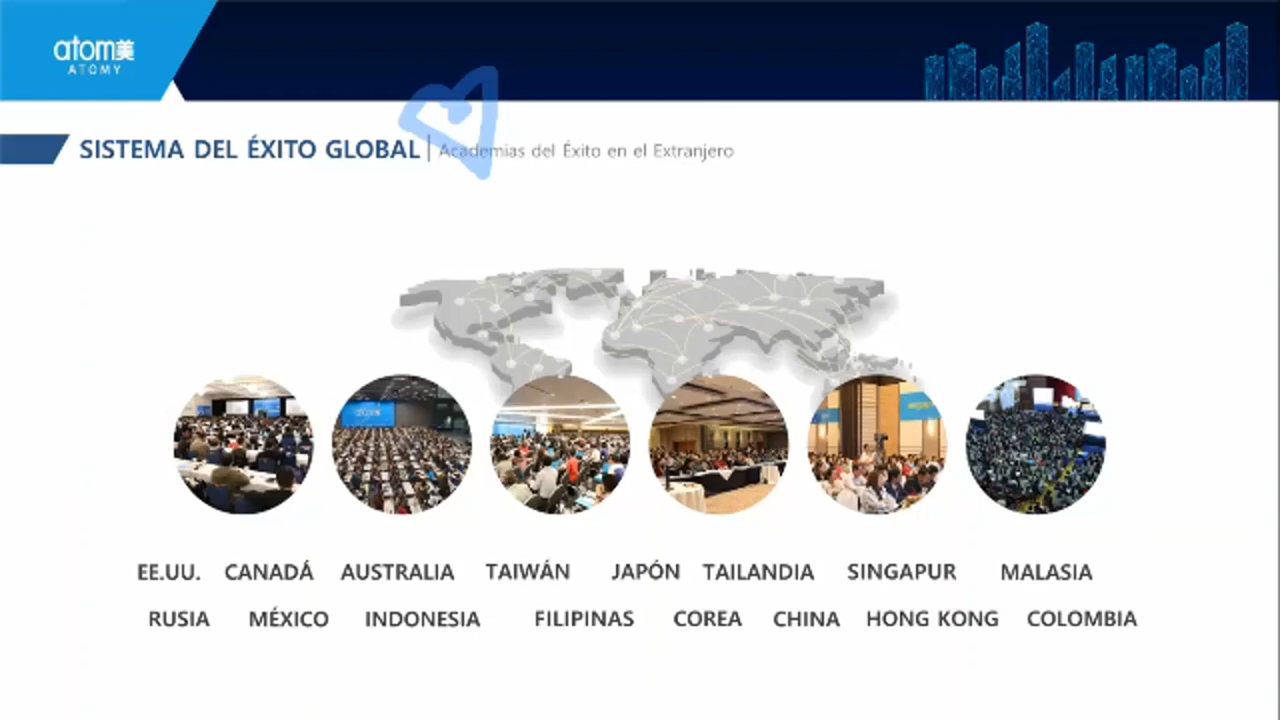 atom美
ATOMY
SISTEMA DEL ÉXITO GLOBAL | Academias del Éxito en el Extranjero
EE.UU. CANADÁ AUSTRALIA TAIWÁN JAPÓN TAILANDIA SINGAPUR MALASIA
RUSIA MÉXICO INDONESIA FILIPINAS COREA CHINA HONG KONG COLOMBIA